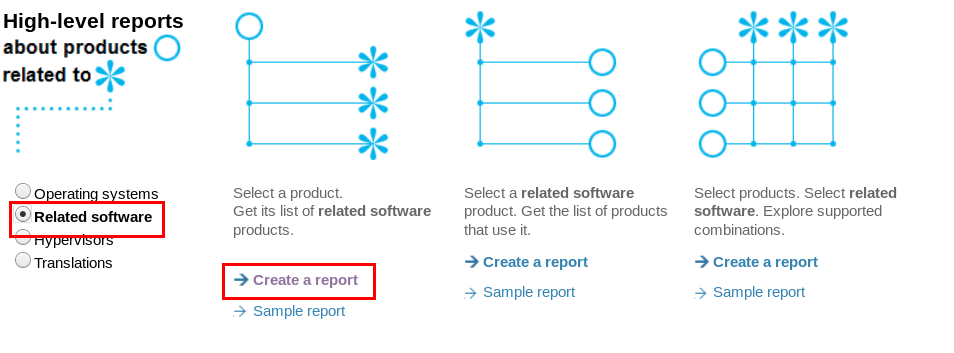 High-level reports
about products
related to
Operating systems
Related software
Hypervisors
Translations
Select a product.
Get its list of related software
products.
Create a report
Sample report
Select a related software
product. Get the list of products
that use it.
Create a report
Sample report
Select products. Select related
software. Explore supported
combinations.
Create a report
Sample report